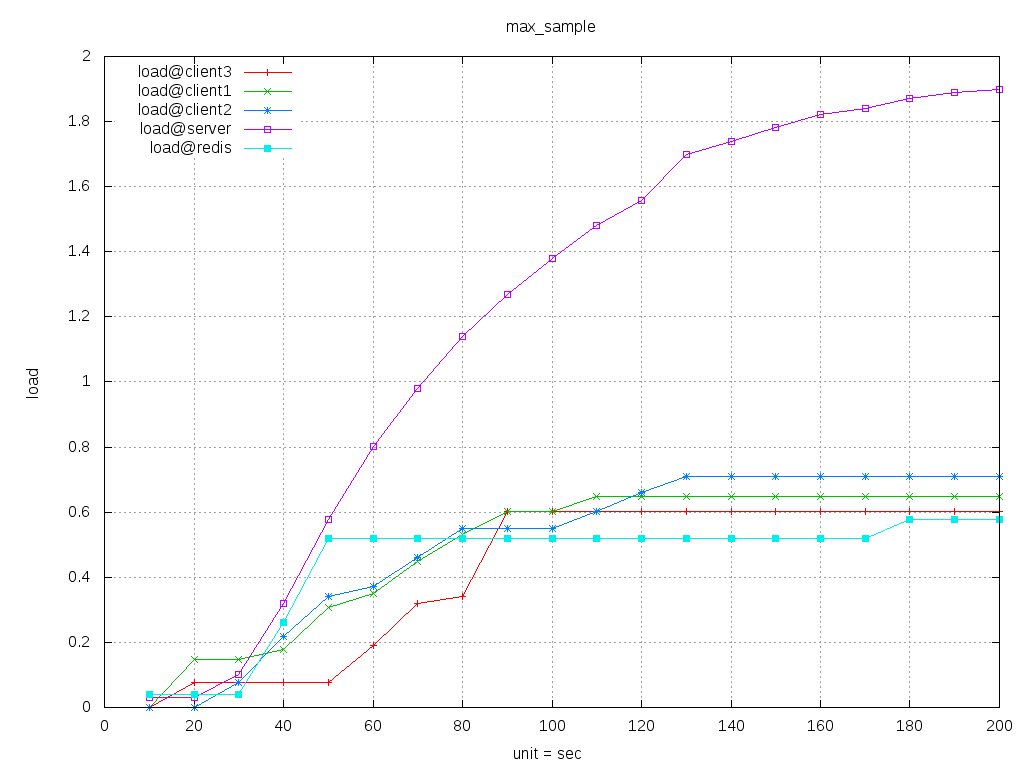 max_sample
load@client3
load@client1
load@client2
load@server
load@redis
2
1.8
1.6
1.4
1.2
1
0.8
0.6
0.4
0.2
0
load
0 20 40 60 80 100 120 140 160 180 200
unit = sec